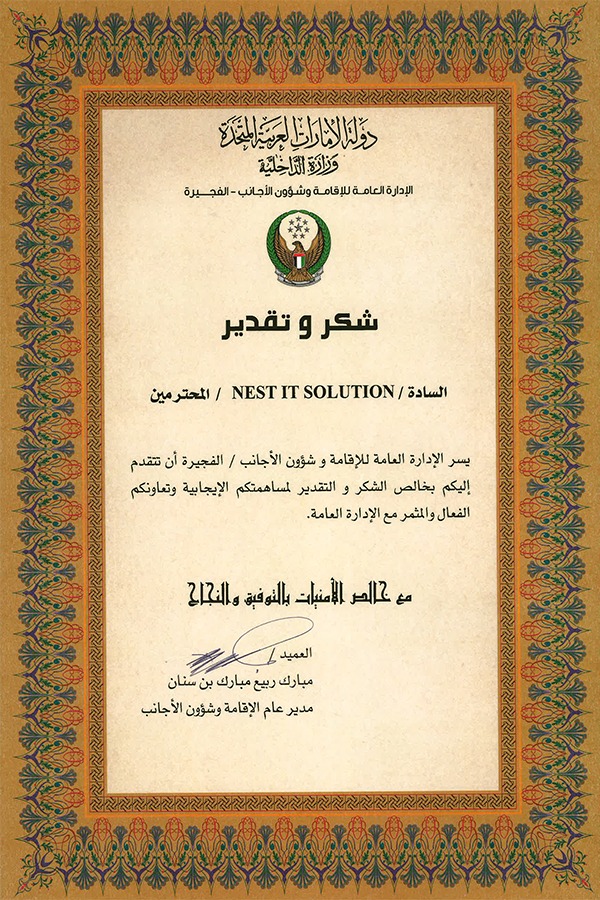 دولة الإمارات العربية المتحدة
وزارة الداخلية
الإدارة العامة للإقامة وشؤون الأجانب - الفجيرة
شكر و تقدير
السادة / NEST IT SOLUTION / المحترمين
يسر الإدارة العامة للإقامة و شؤون الأجانب / الفجيرة أن تتقدم
إليكم بخالص الشكر و التقدير لمساهمتكم الإيجابية وتعاونكم
الفعال والمثمر مع الإدارة العامة.
مع خالص الأمنيات بالتوفيق والنجاح
العميد /
مبارك ربيع مبارك بن سنان
مدير عام الإقامة وشؤون الأجانب